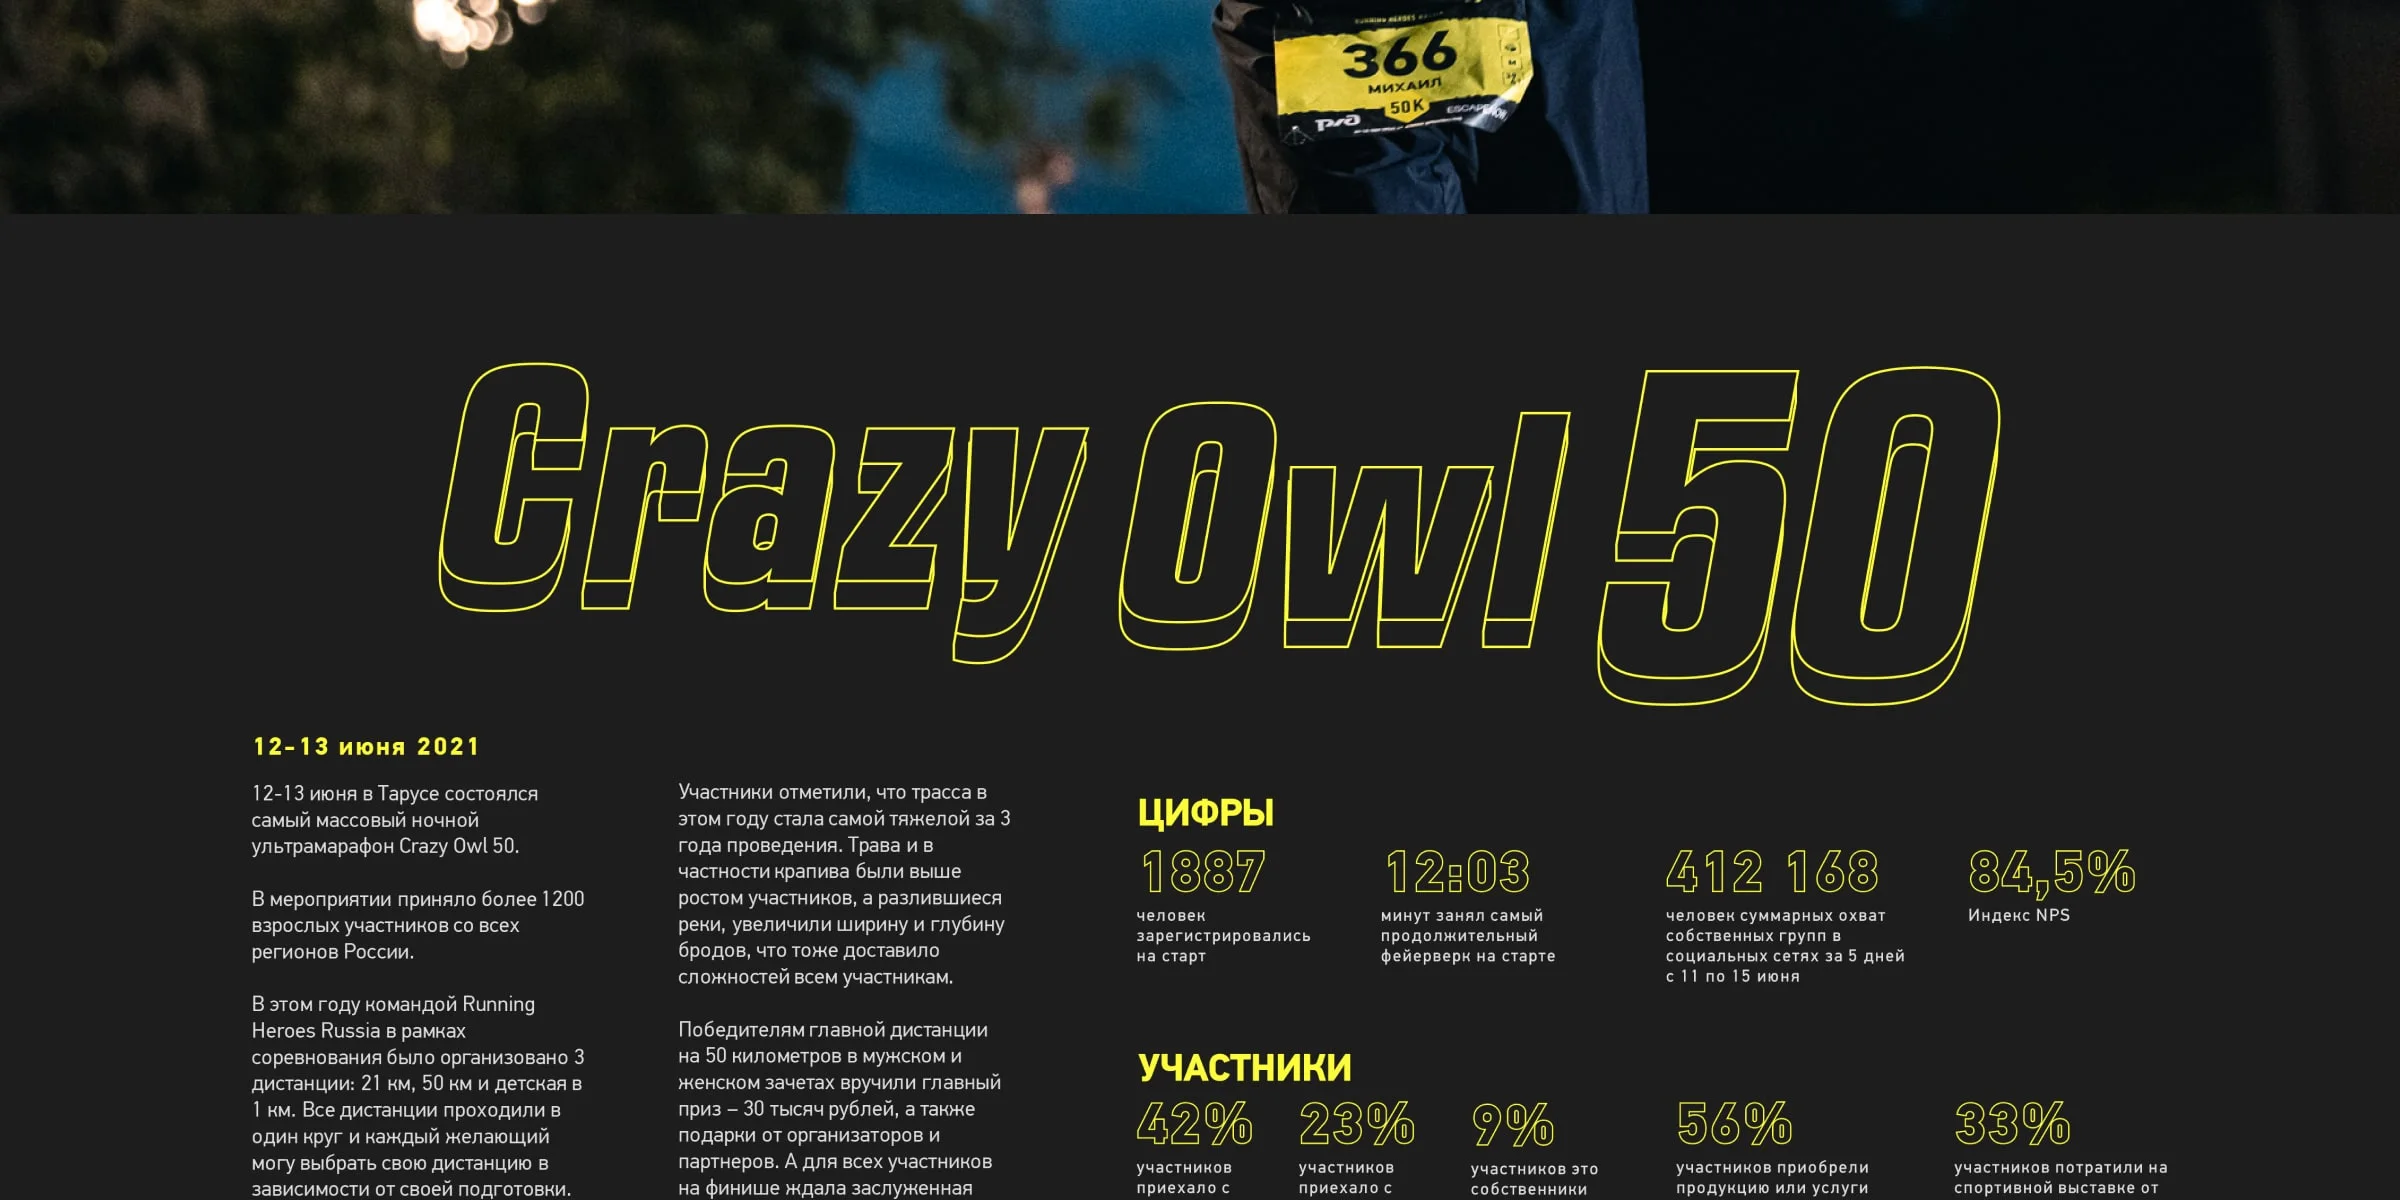 366
МИХАИЛ
50K
Crazy Owl 50
12-13 июня 2021
12-13 июня в Тарусе состоялся
самый массовый ночной
ультрамарафон Crazy Owl 50.
В мероприятии приняло более 1200
взрослых участников со всех
регионов России.
В этом году командой Running
Heroes Russia в рамках
соревнования было организовано 3
дистанции: 21 км, 50 км и детская в
1 км. Все дистанции проходили в
один круг и каждый желающий
могу выбрать свою дистанцию в
зависимости от своей подготовки.
Участники отметили, что трасса в
этом году стала самой тяжелой за 3
года проведения. Трава и в
частности крапива были выше
ростом участников, а разлившиеся
реки, увеличили ширину и глубину
бродов, что тоже доставило
сложностей всем участникам.
Победителям главной дистанции
на 50 километров в мужском и
женском зачетах вручили главный
приз – 30 тысяч рублей, а также
подарки от организаторов и
партнеров. А для всех участников
на финише ждала заслуженная
ЦИФРЫ
1887
человек
зарегистрировались
на старт
12:03
минут занял самый
продолжительный
фейерверк на старте
412 168
человек суммарных охват
собственных групп в
социальных сетях за 5 дней
с 11 по 15 июня
84,5%
Индекс NPS
УЧАСТНИКИ
42%
участников
приехало с
23%
участников
приехало с
9%
участников это
собственники
56%
участников приобрели
продукцию или услуги
33%
участников потратили на
спортивной выставке от